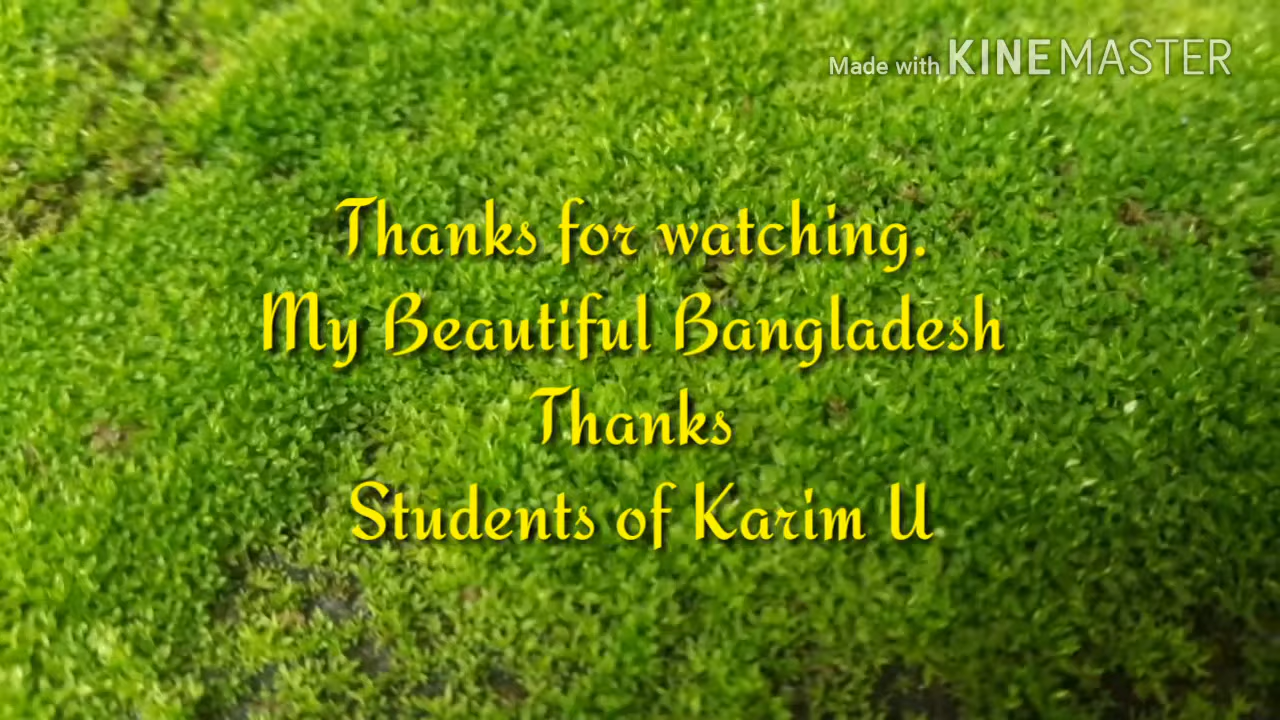 Made with KINEMASTER
Thanks for watching.
My Beautiful Bangladesh
Thanks
Students of Karim U